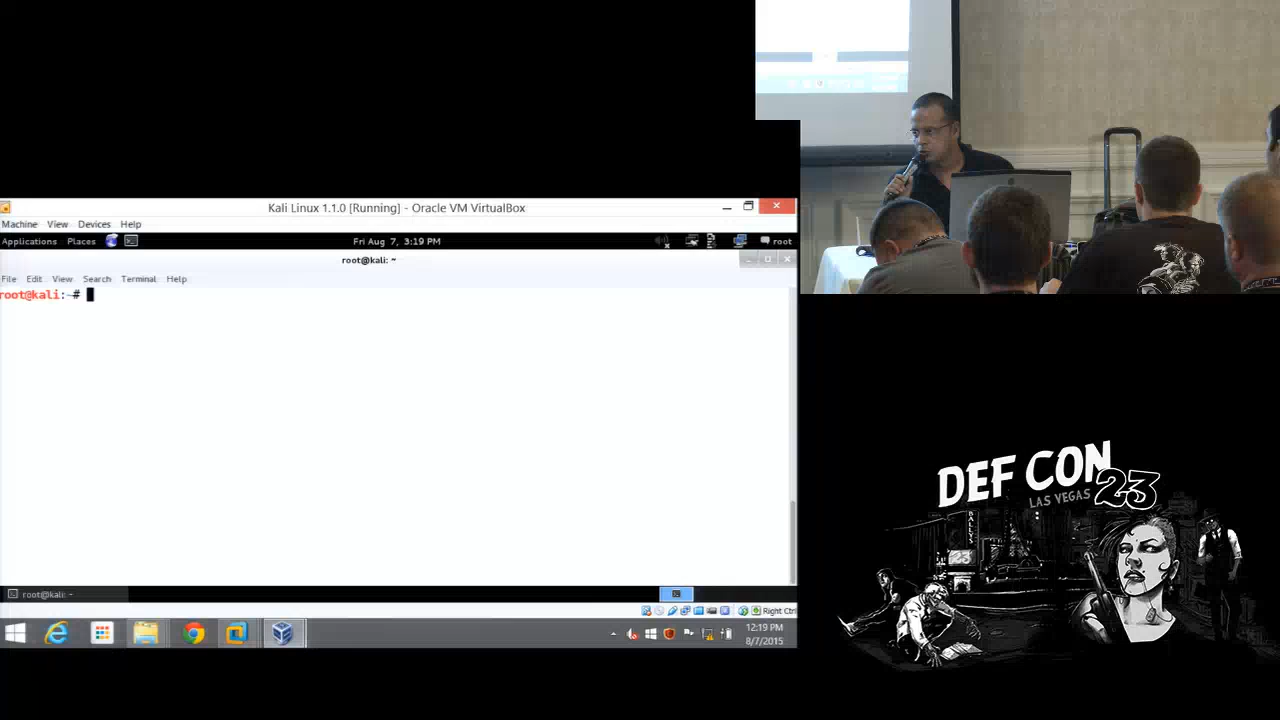 Kali Linux 1.1.0 [Running] - Oracle VM VirtualBox
Machine View Devices Help
Applications Places Fri Aug 7, 3:19 PM root
root@kali: ~
File Edit View Search Terminal Help
root@kali:~#
DEF CON 23
LAS VEGAS
BALLYS
23
root@kali: ~
Right Ctrl
12:19 PM
8/7/2015